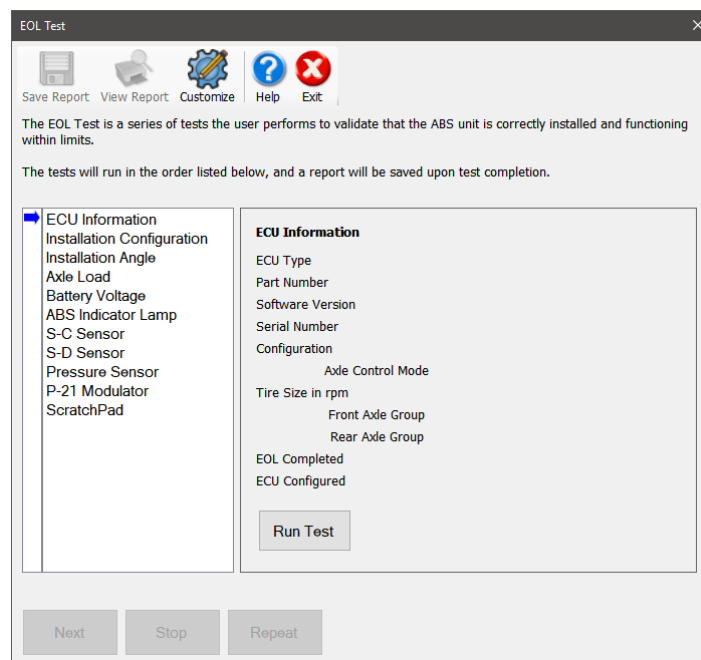 EOL Test
Save Report View Report Customize Help Exit
The EOL Test is a series of tests the user performs to validate that the ABS unit is correctly installed and functioning
within limits.
The tests will run in the order listed below, and a report will be saved upon test completion.
ECU Information
Installation Configuration
Installation Angle
Axle Load
Battery Voltage
ABS Indicator Lamp
S-C Sensor
S-D Sensor
Pressure Sensor
P-21 Modulator
ScratchPad
ECU Information
ECU Type
Part Number
Software Version
Serial Number
Configuration
Axle Control Mode
Tire Size in rpm
Front Axle Group
Rear Axle Group
EOL Completed
ECU Configured
Run Test
Next Stop Repeat